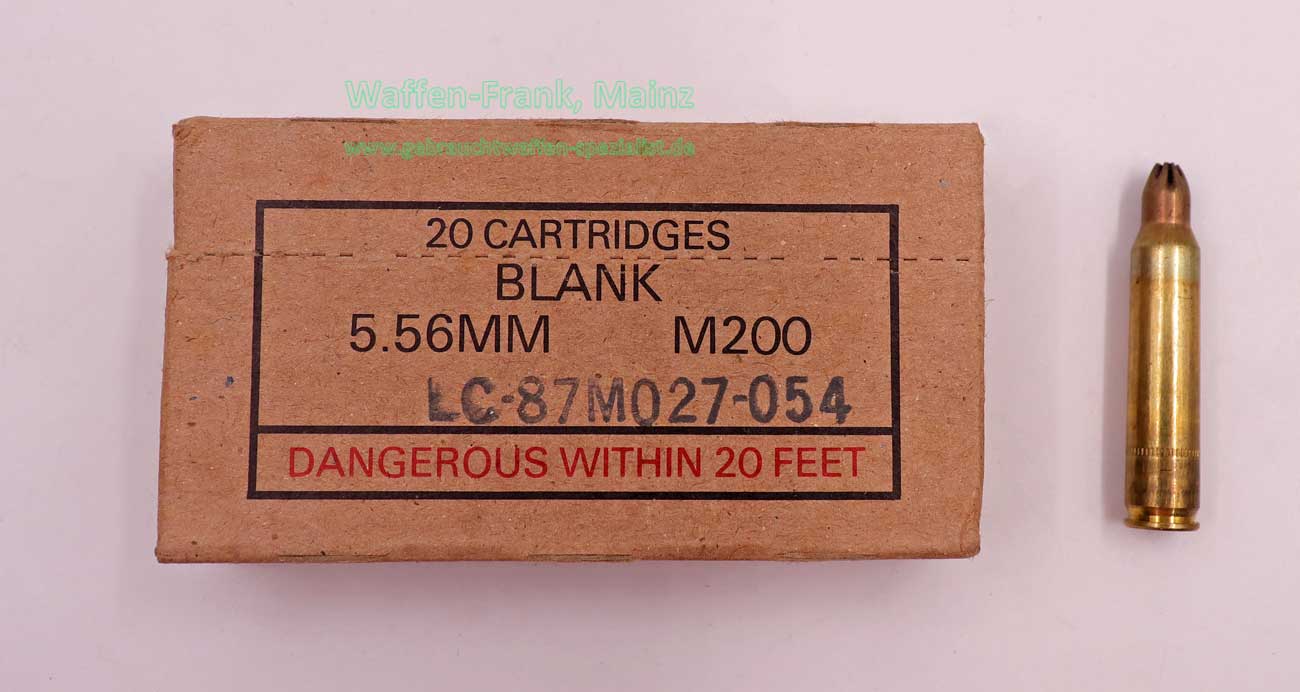 Waffen-Frank, Mainz
www.gebrauchtwaffen-spezialist.de
20 CARTRIDGES
BLANK
5.56MM M200
LC-87M027-054
DANGEROUS WITHIN 20 FEET